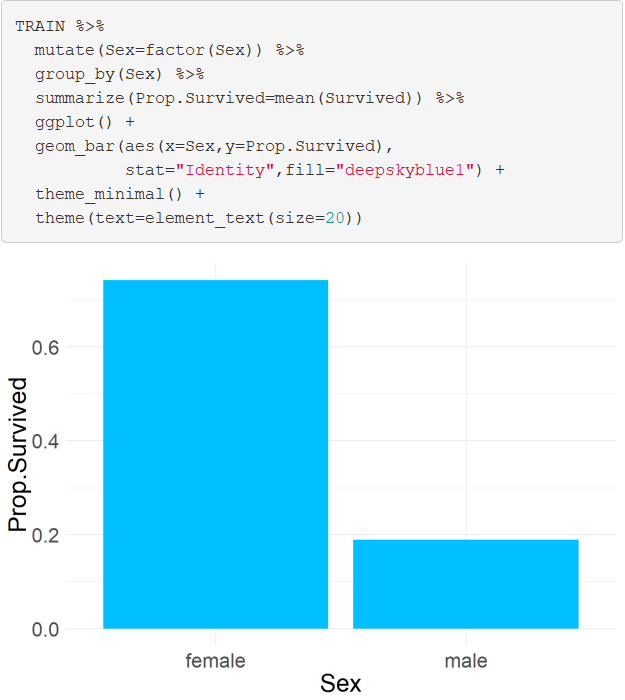 TRAIN %>%
  mutate(Sex=factor(Sex)) %>%
  group_by(Sex) %>%
  summarize(Prop.Survived=mean(Survived)) %>%
  ggplot() +
  geom_bar(aes(x=Sex,y=Prop.Survived),
           stat="Identity",fill="deepskyblue1") +
  theme_minimal() +
  theme(text=element_text(size=20))
Prop.Survived
0.6
0.4
0.2
0.0
female male
Sex